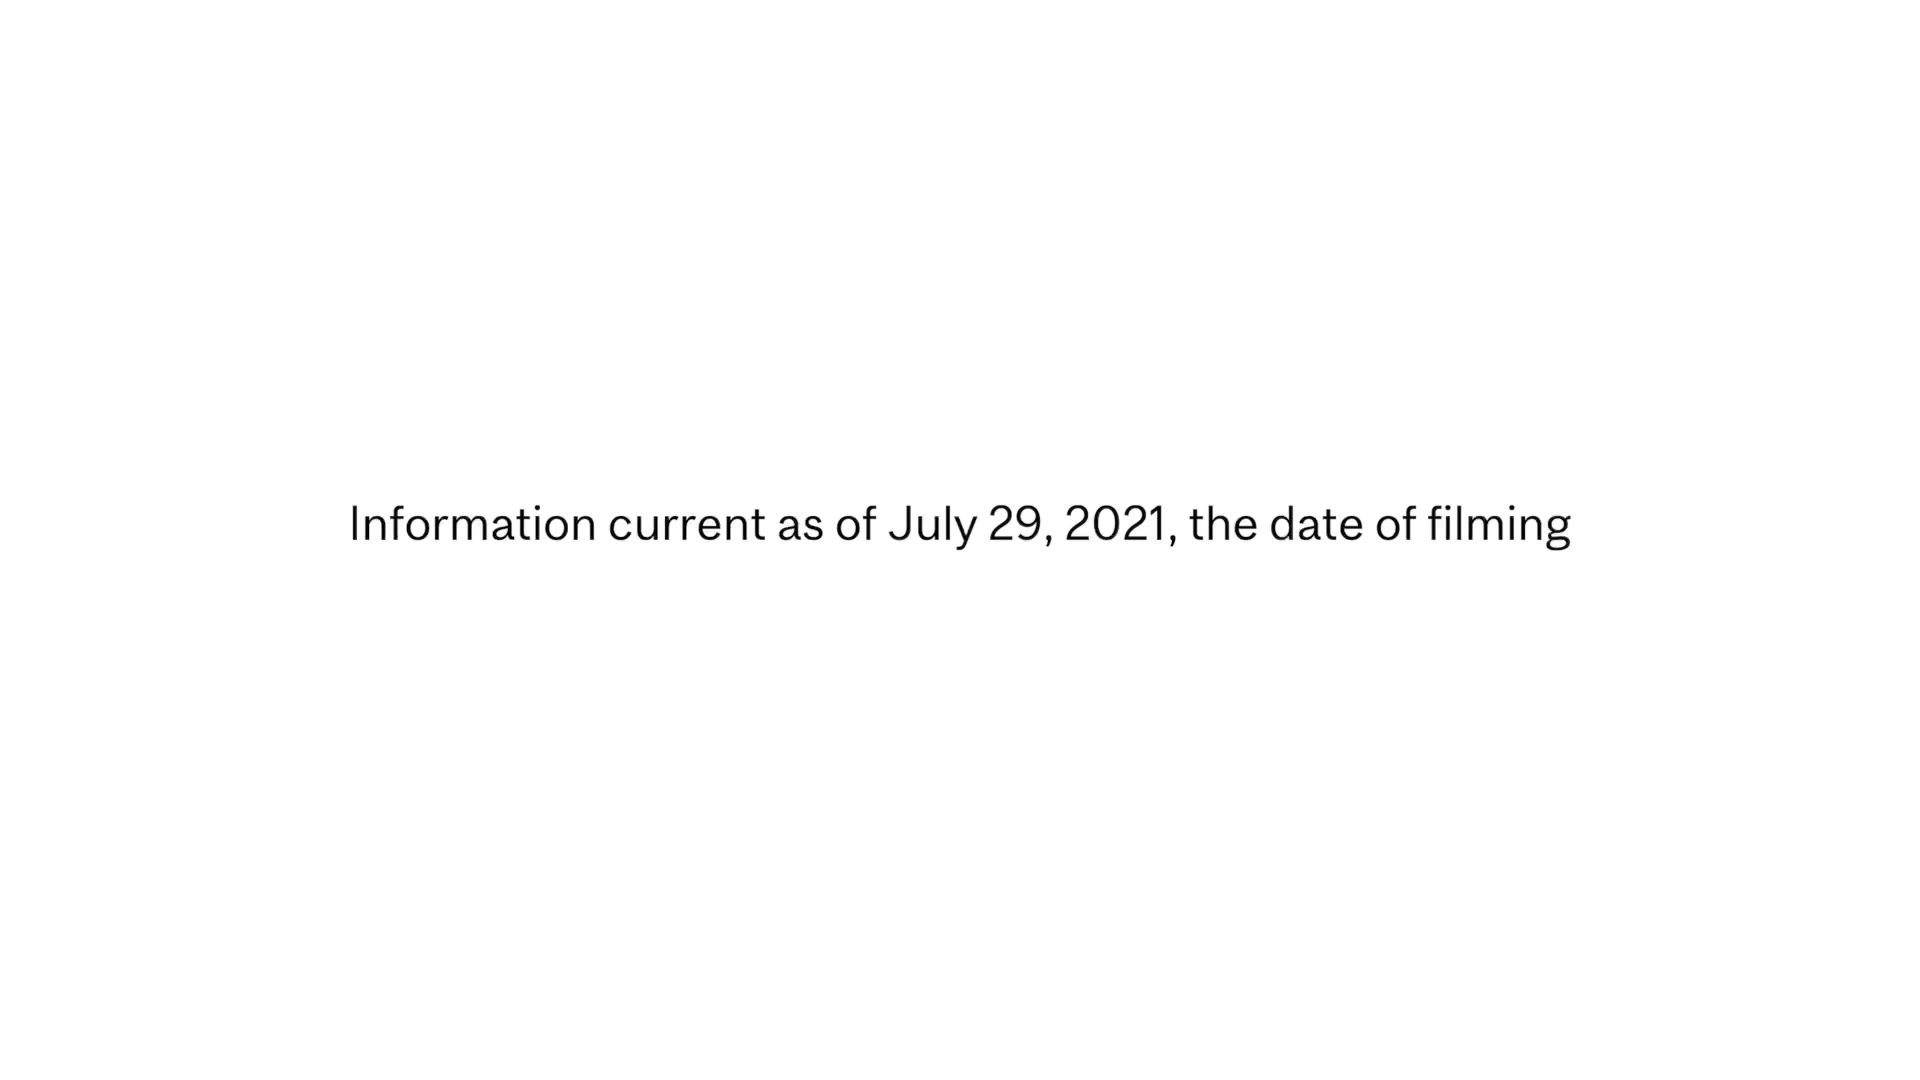 Information current as of July 29, 2021, the date of filming